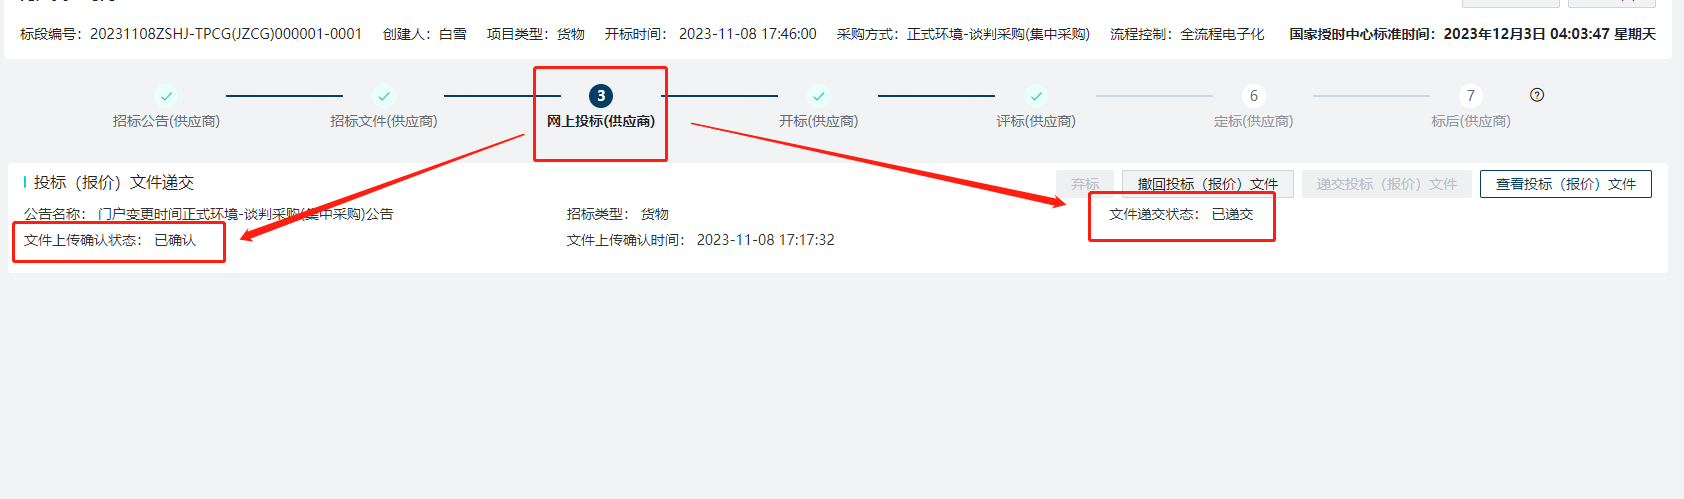 标段编号：20231108ZSHJ-TPCG(JZCG)000001-0001 创建人：白雪 项目类型：货物 开标时间： 2023-11-08 17:46:00 采购方式：正式环境-谈判采购(集中采购) 流程控制：全流程电子化 国家授时中心标准时间：2023年12月3日 04:03:47 星期天
3 6 7 ?
招标公告(供应商) 招标文件(供应商) 网上投标(供应商) 开标(供应商) 评标(供应商) 定标(供应商) 标后(供应商)
投标（报价）文件递交 弃标 撤回投标（报价）文件 递交投标（报价）文件 查看投标（报价）文件
公告名称： 门户变更时间正式环境-谈判采购(集中采购)公告 招标类型： 货物 文件递交状态： 已递交
文件上传确认状态： 已确认 文件上传确认时间： 2023-11-08 17:17:32